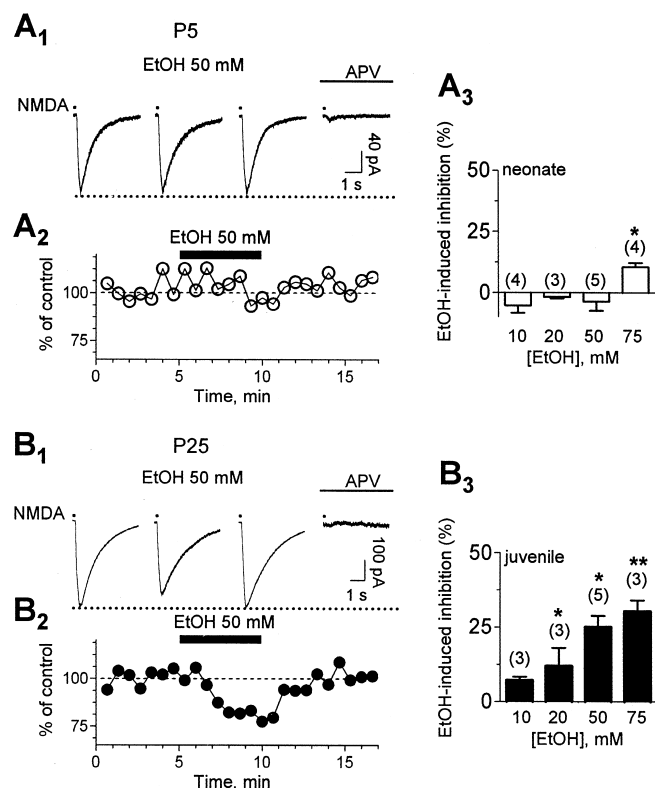 A1
P5
EtOH 50 mM
APV
NMDA
40 pA
1 s
A2
EtOH 50 mM
% of control
100
75
0 5 10 15
Time, min
A3
EtOH-induced inhibition (%)
50
neonate
25
*
(4) (3) (5) (4)
0
10 20 50 75
[EtOH], mM
B1
P25
EtOH 50 mM
APV
NMDA
100 pA
1 s
B2
EtOH 50 mM
% of control
100
75
0 5 10 15
Time, min
B3
EtOH-induced inhibition (%)
50
juvenile
* * **
(3) (3) (5) (3)
25
0
10 20 50 75
[EtOH], mM